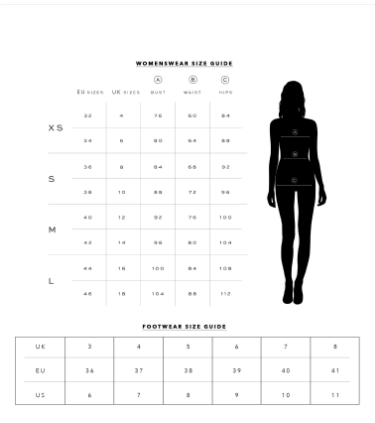 WOMENSWEAR SIZE GUIDE
A B C
EU SIZES UK SIZES BUST WAIST HIPS
XS
32 4 76 60 84
34 6 80 64 88
S
36 8 84 68 92
38 10 88 72 96
M
40 12 92 76 100
42 14 96 80 104
L
44 16 100 84 108
46 18 104 88 112
A
B
C
FOOTWEAR SIZE GUIDE
UK 3 4 5 6 7 8
EU 36 37 38 39 40 41
US 6 7 8 9 10 11